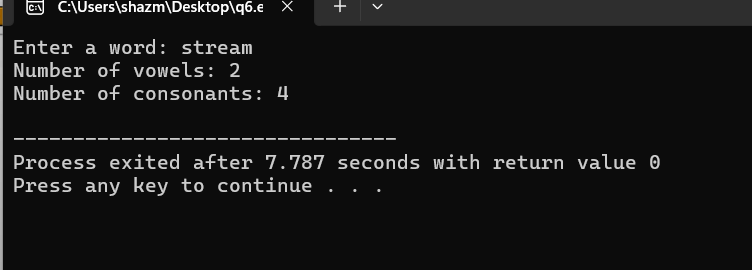 C:\Users\shazm\Desktop\q6.e
Enter a word: stream
Number of vowels: 2
Number of consonants: 4
--------------------------------
Process exited after 7.787 seconds with return value 0
Press any key to continue . . .